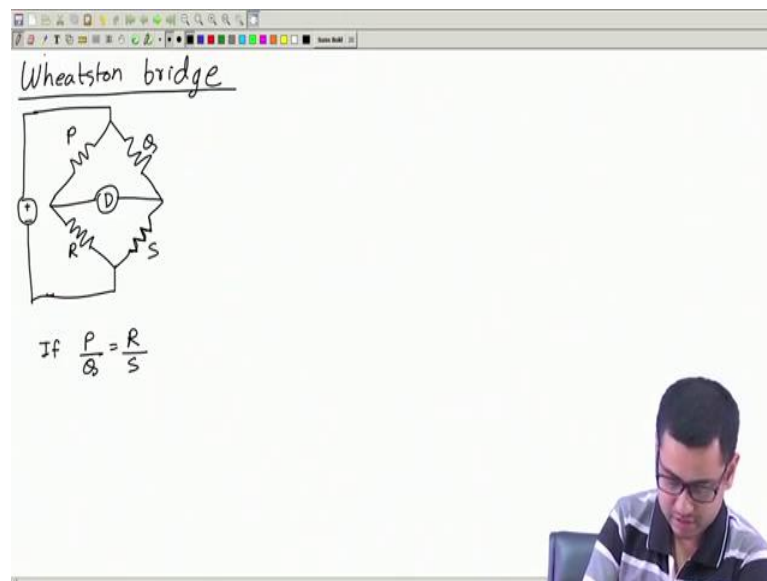 Wheatston bridge
P
Q
+
-
D
R
S
If P/Q = R/S